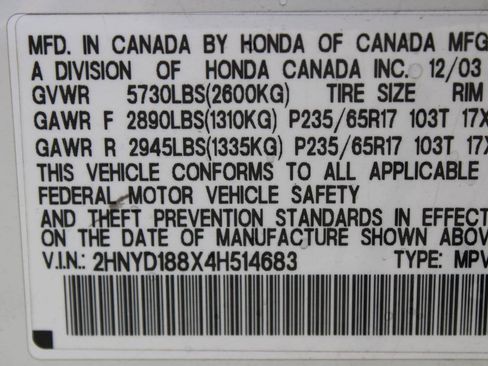 MFD. IN CANADA BY HONDA OF CANADA MFG
A DIVISION OF HONDA CANADA INC. 12/03
GVWR 5730LBS(2600KG) TIRE SIZE RIM
GAWR F 2890LBS(1310KG) P235/65R17 103T 17X
GAWR R 2945LBS(1335KG) P235/65R17 103T 17X
THIS VEHICLE CONFORMS TO ALL APPLICABLE
FEDERAL MOTOR VEHICLE SAFETY
AND THEFT PREVENTION STANDARDS IN EFFECT
ON THE DATE OF MANUFACTURE SHOWN ABOV
V.I.N.: 2HNYD188X4H514683 TYPE: MPV